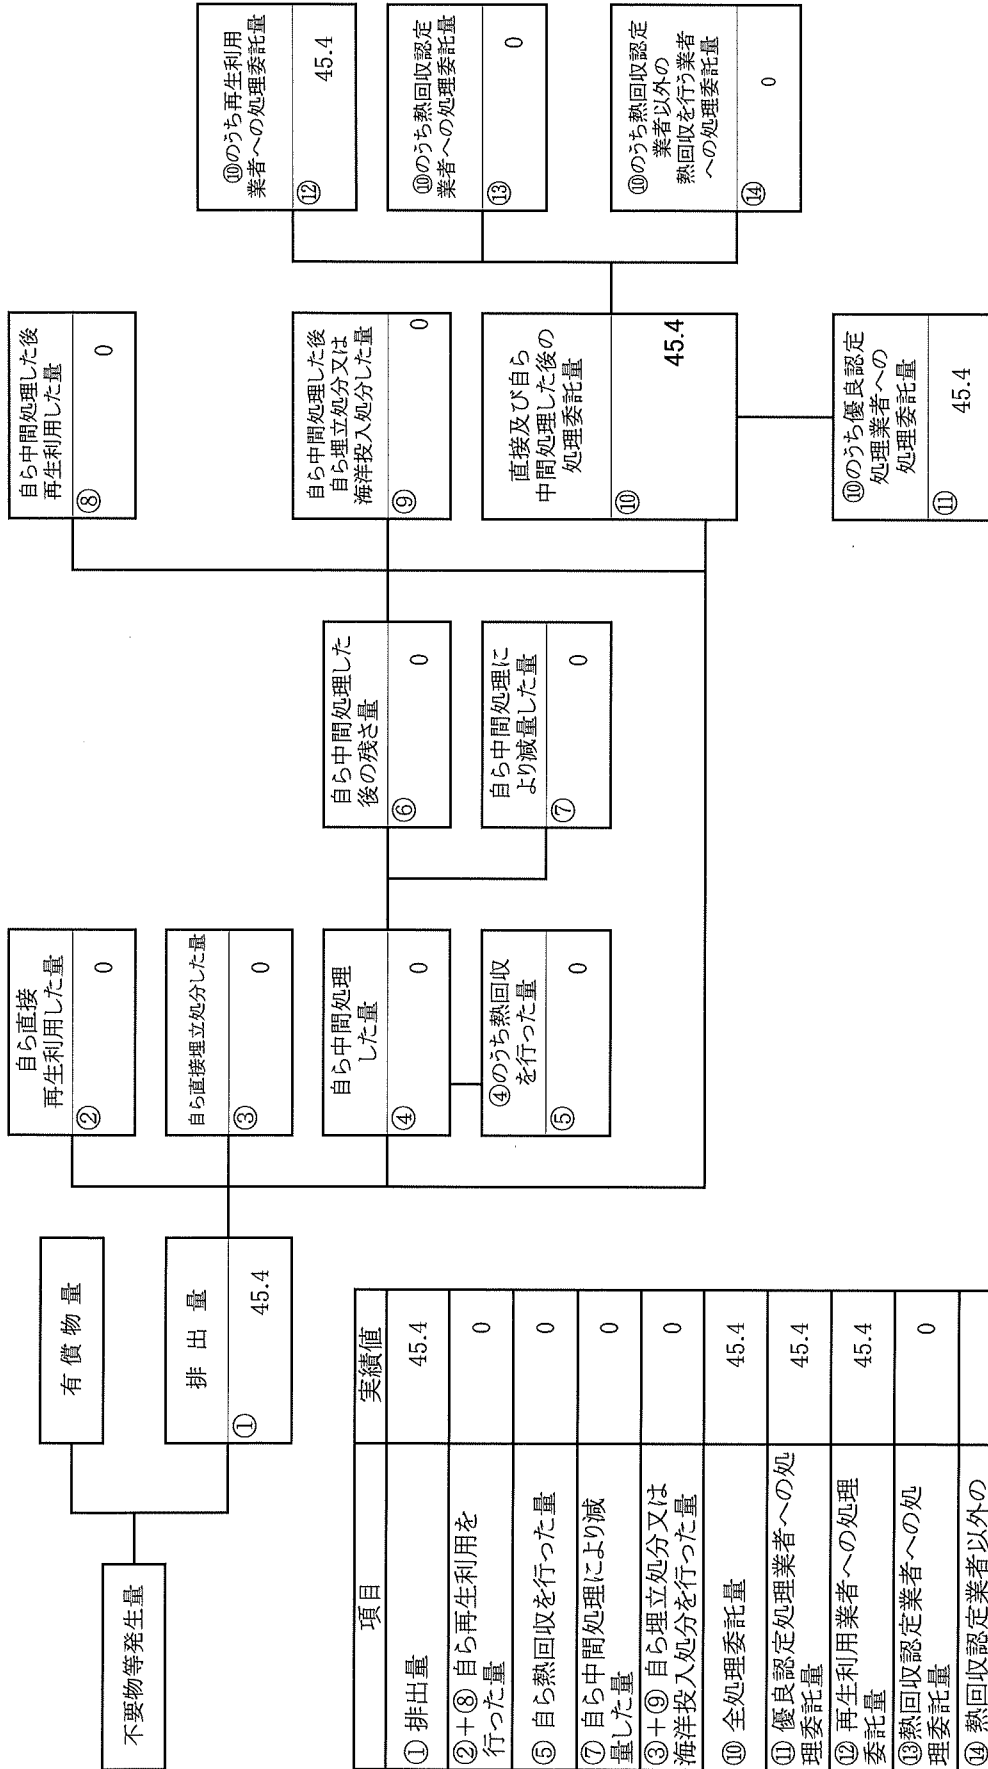 不要物等発生量
有償物量
排出量
①
45.4
自ら直接
再生利用した量
②
0
自ら直接埋立処分した量
③
0
自ら中間処理
した量
④
0
④のうち熱回収
を行った量
⑤
0
自ら中間処理した
後の残さ量
⑥
0
自ら中間処理に
より減量した量
⑦
0
自ら中間処理した後
再生利用した量
⑧
0
自ら中間処理した後
自ら埋立処分又は
海洋投入処分した量
⑨
0
直接及び自ら
中間処理した後の
処理委託量
⑩
45.4
⑩のうち優良認定
処理業者への
処理委託量
⑪
45.4
⑩のうち再生利用
業者への処理委託量
⑫
45.4
⑩のうち熱回収認定
業者への処理委託量
⑬
0
⑩のうち熱回収認定
業者以外の
熱回収を行う業者
への処理委託量
⑭
0
項目 実績値
① 排出量 45.4
②+⑧ 自ら再生利用を
行った量 0
⑤ 自ら熱回収を行った量 0
⑦ 自ら中間処理により減
量した量 0
③+⑨ 自ら埋立処分又は
海洋投入処分を行った量 0
⑩ 全処理委託量 45.4
⑪ 優良認定処理業者への処
理委託量 45.4
⑫ 再生利用業者への処理
委託量 45.4
⑬熱回収認定業者への処
理委託量 0
⑭ 熱回収認定業者以外の